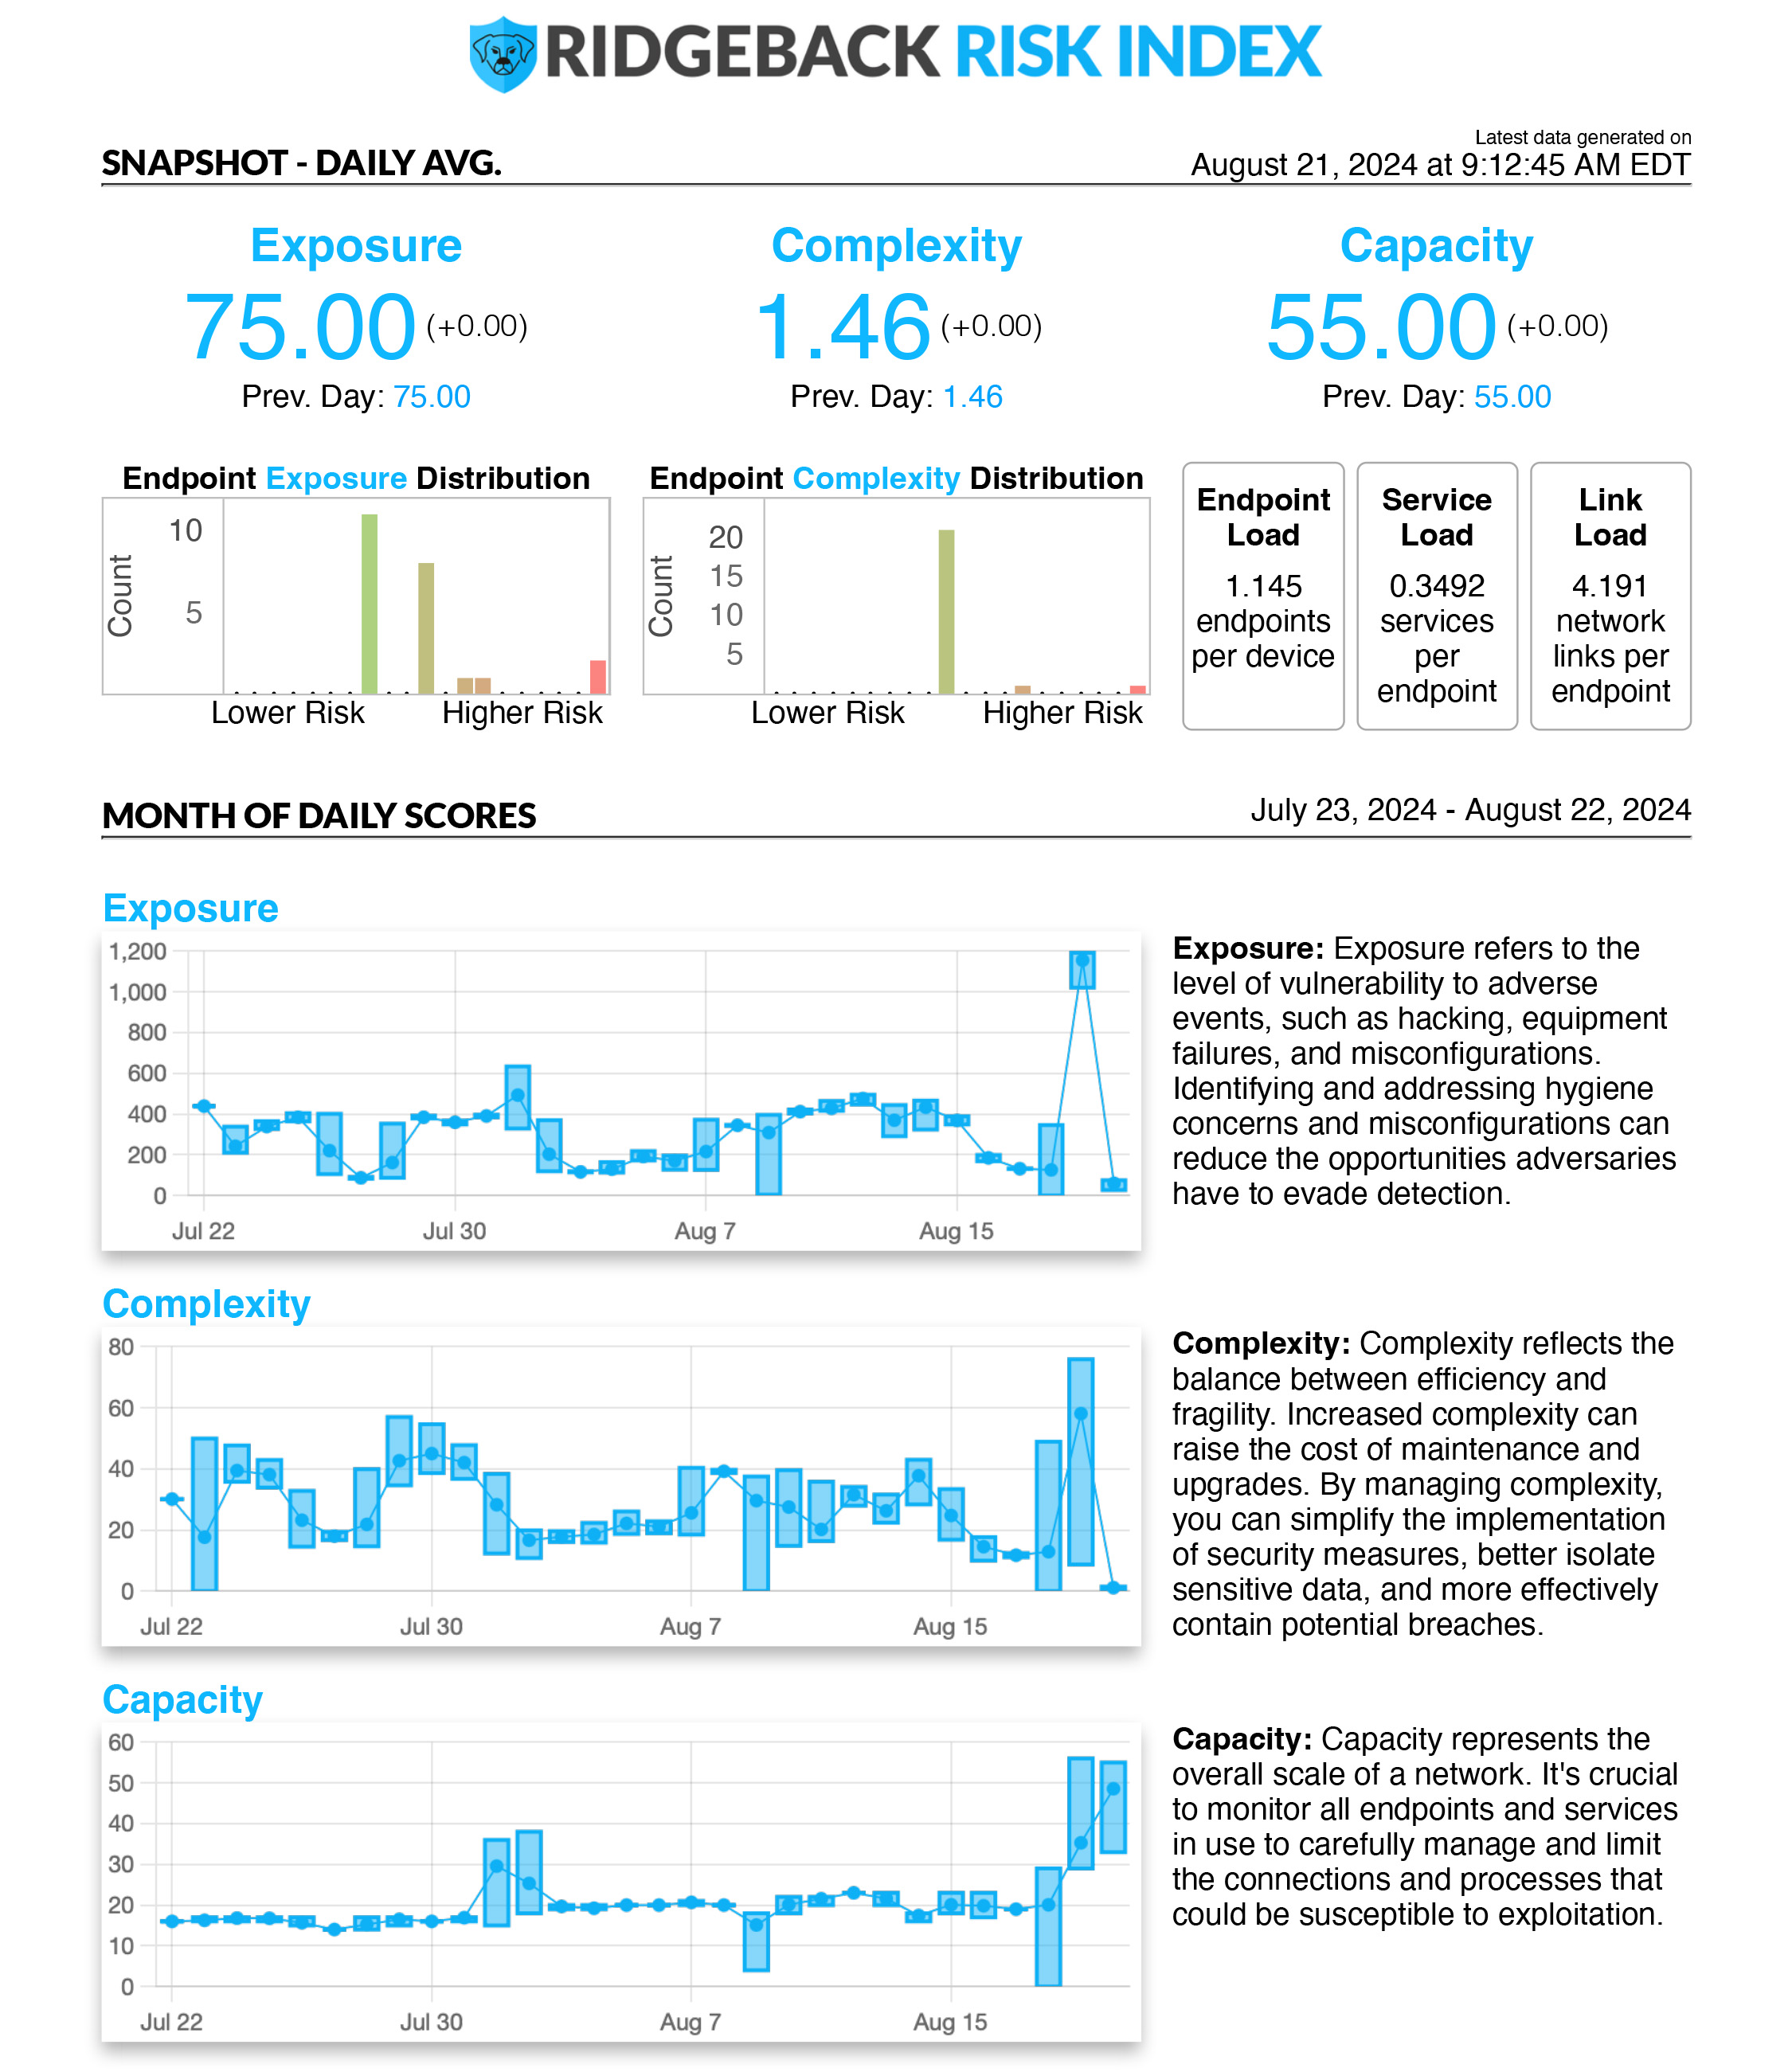 RIDGEBACK RISK INDEX
Latest data generated on
SNAPSHOT - DAILY AVG.
August 21, 2024 at 9:12:45 AM EDT
Exposure
75.00 (+0.00)
Prev. Day: 75.00
Complexity
1.46 (+0.00)
Prev. Day: 1.46
Capacity
55.00 (+0.00)
Prev. Day: 55.00
Endpoint Exposure Distribution
Count
10
5
Lower Risk
Higher Risk
Endpoint Complexity Distribution
Count
20
15
10
5
Lower Risk
Higher Risk
Endpoint
Load
1.145
endpoints
per device
Service
Load
0.3492
services
per
endpoint
Link
Load
4.191
network
links per
endpoint
MONTH OF DAILY SCORES
July 23, 2024 - August 22, 2024
Exposure
1,200
1,000
800
600
400
200
0
Jul 22
Jul 30
Aug 7
Aug 15
Exposure: Exposure refers to the
level of vulnerability to adverse
events, such as hacking, equipment
failures, and misconfigurations.
Identifying and addressing hygiene
concerns and misconfigurations can
reduce the opportunities adversaries
have to evade detection.
Complexity
80
60
40
20
0
Jul 22
Jul 30
Aug 7
Aug 15
Complexity: Complexity reflects the
balance between efficiency and
fragility. Increased complexity can
raise the cost of maintenance and
upgrades. By managing complexity,
you can simplify the implementation
of security measures, better isolate
sensitive data, and more effectively
contain potential breaches.
Capacity
60
50
40
30
20
10
0
Jul 22
Jul 30
Aug 7
Aug 15
Capacity: Capacity represents the
overall scale of a network. It's crucial
to monitor all endpoints and services
in use to carefully manage and limit
the connections and processes that
could be susceptible to exploitation.